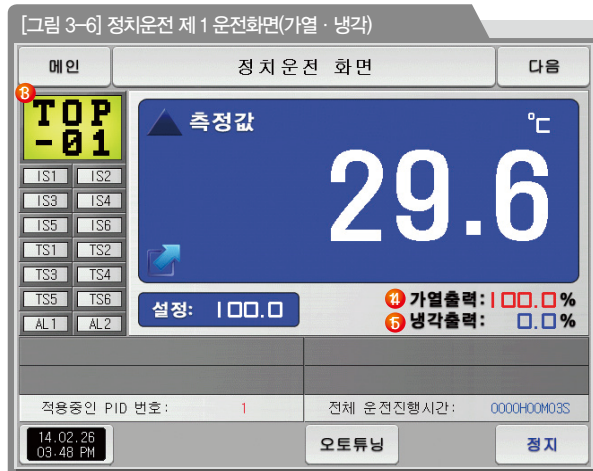 [그림 3-6] 정치운전 제 1 운전화면(가열 · 냉각)
메인
정치운전 화면
다음
⓭
TOP
-01
측정값
℃
29.6
IS1 IS2
IS3 IS4
IS5 IS6
TS1 TS2
TS3 TS4
TS5 TS6
AL1 AL2
설정: 100.0
⓮ 가열출력: 100.0 %
⓯ 냉각출력: 0.0 %
적용중인 PID 번호: 1
전체 운전진행시간: 0000H00M03S
14.02.26
03:48 PM
오토튜닝
정지